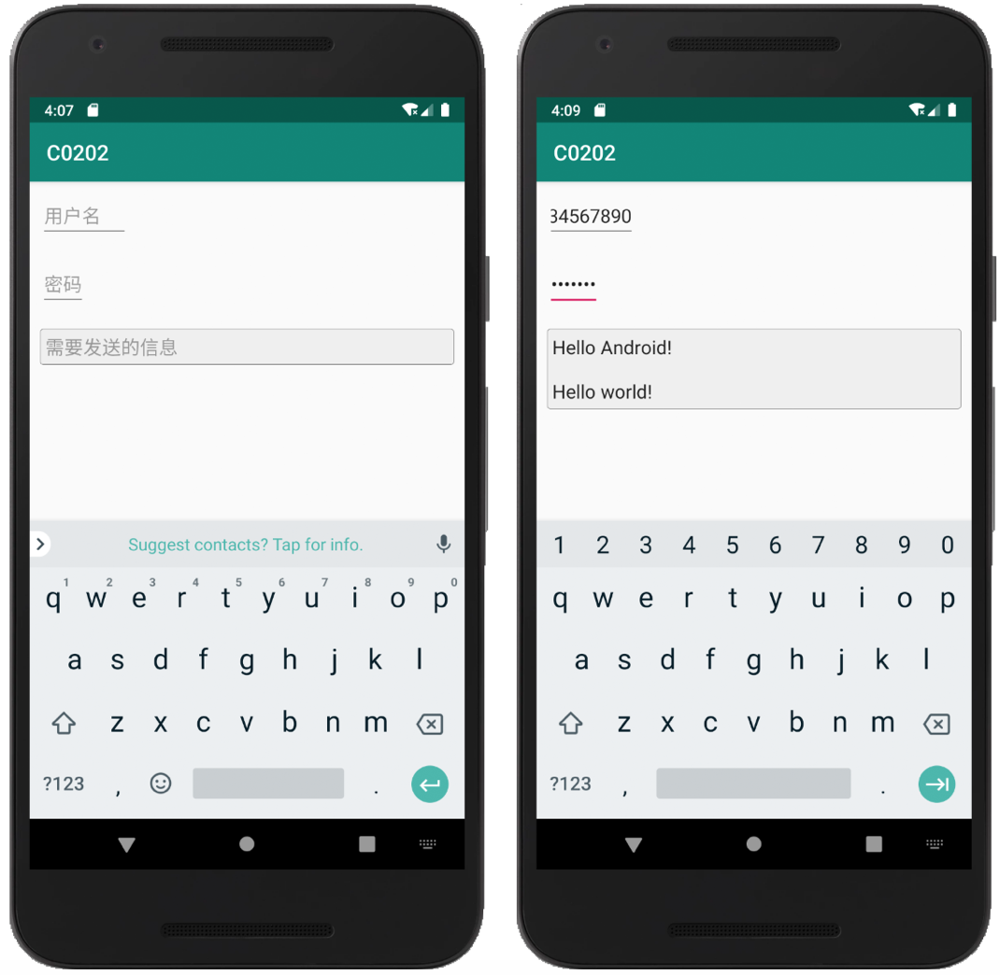 4:07
C0202
用户名
密码
需要发送的信息
Suggest contacts? Tap for info.
1 2 3 4 5 6 7 8 9 0
q w e r t y u i o p
a s d f g h j k l
z x c v b n m
?123 , .
4:09
C0202
34567890
•••••••
Hello Android!
Hello world!
1 2 3 4 5 6 7 8 9 0
q w e r t y u i o p
a s d f g h j k l
z x c v b n m
?123 , .